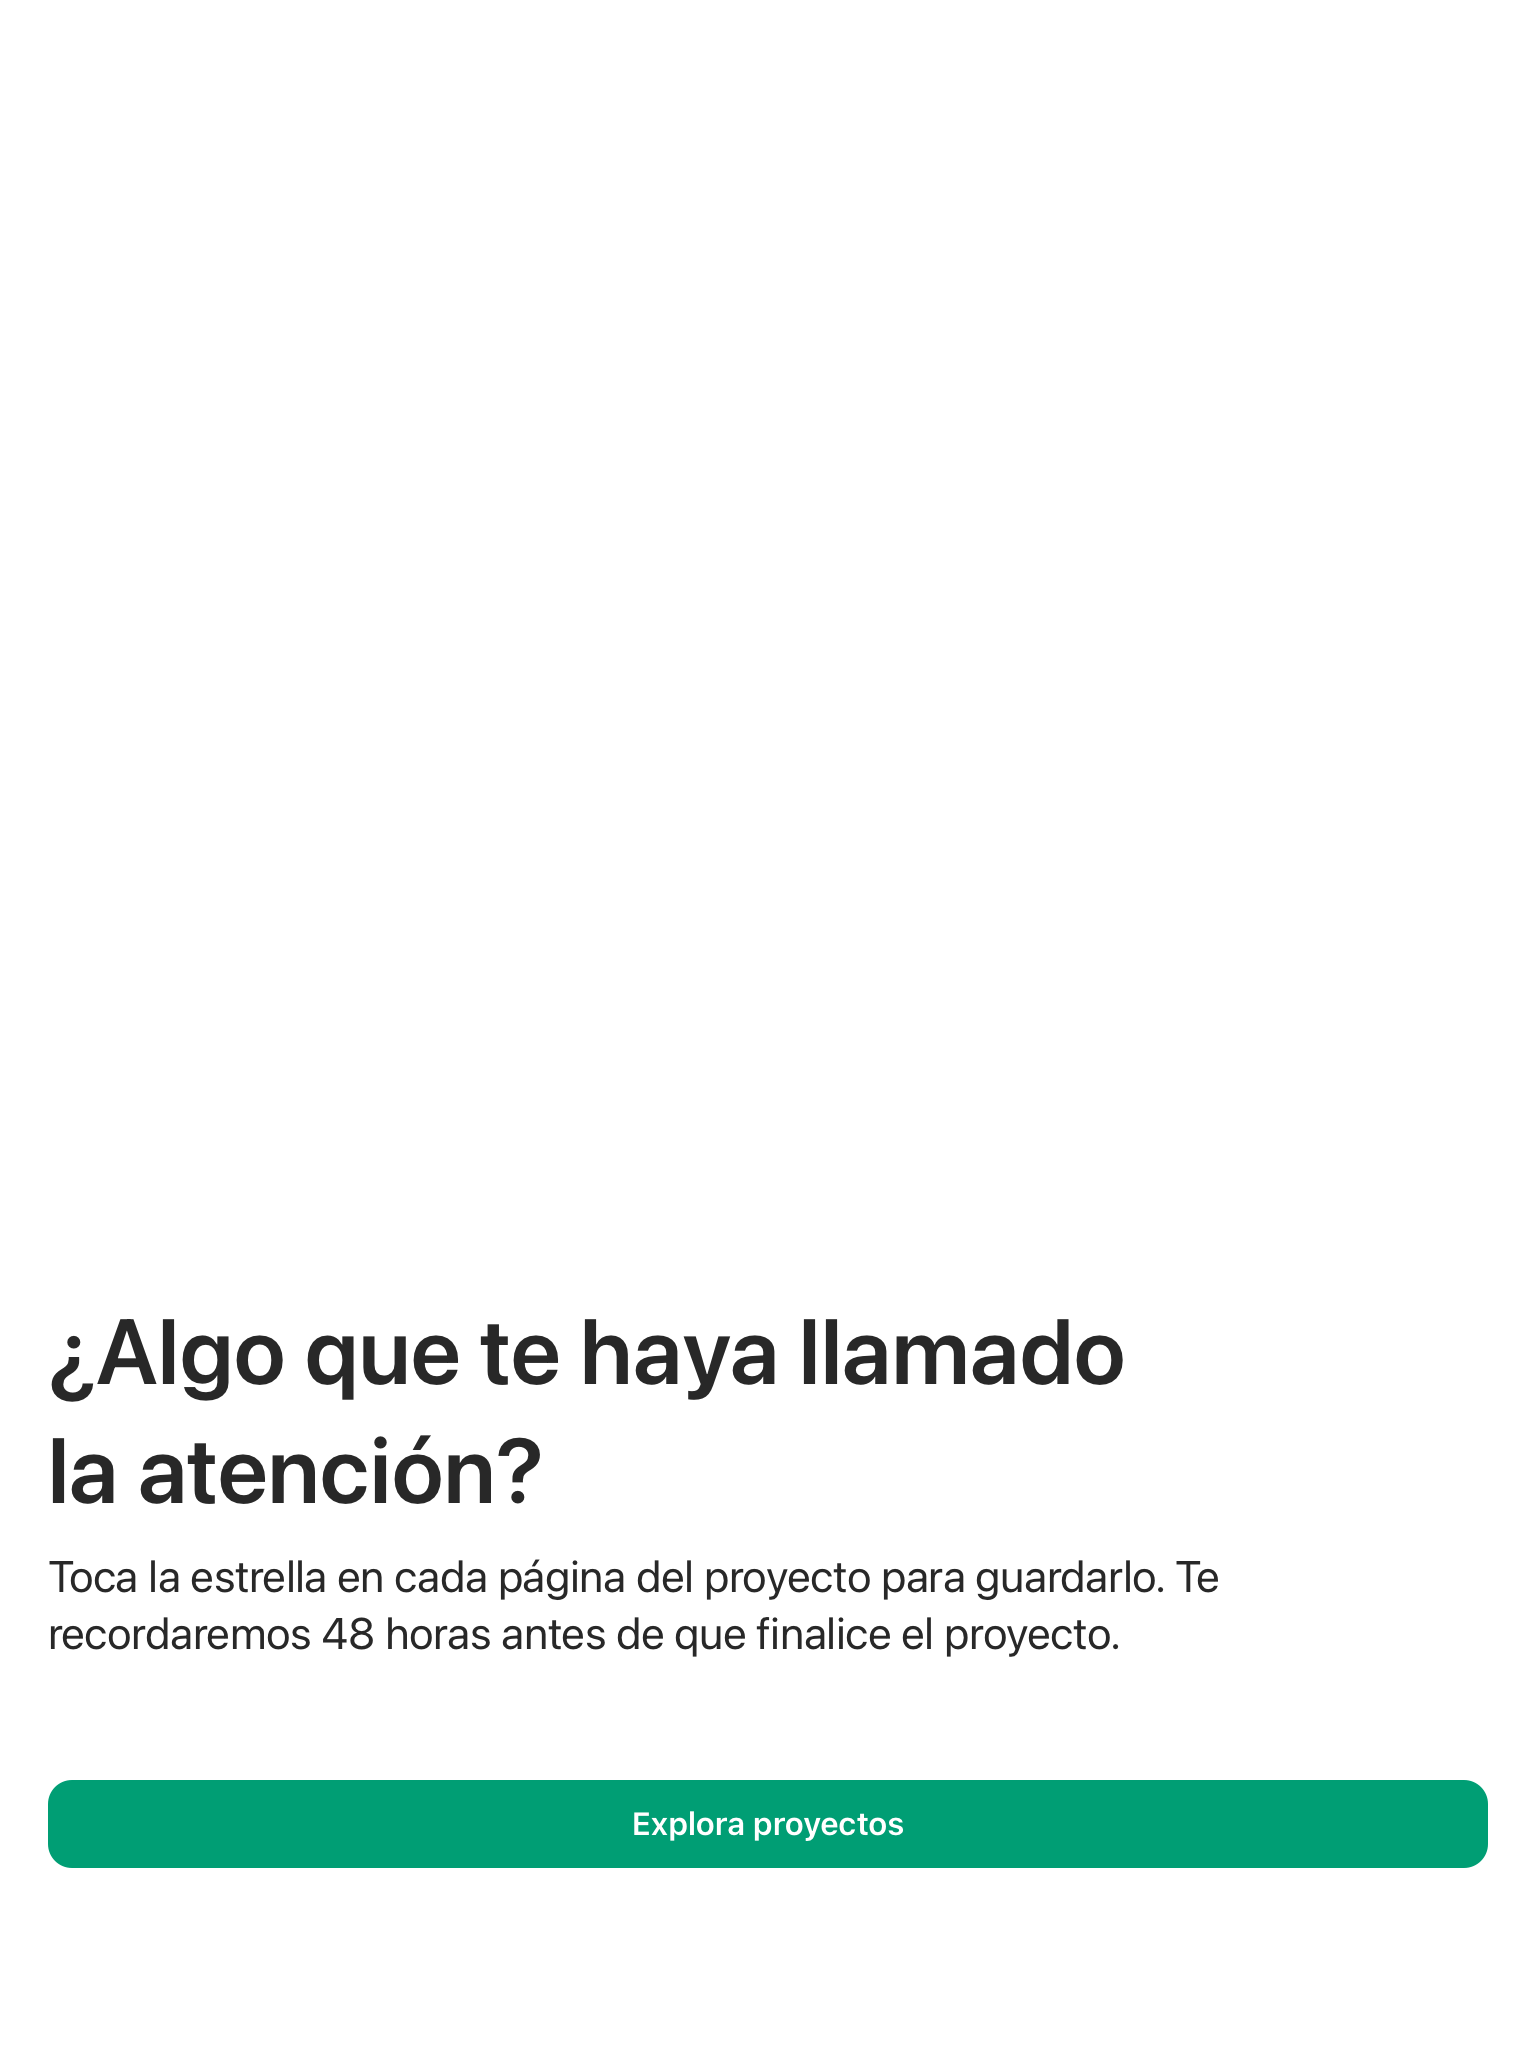 ¿Algo que te haya llamado
la atención?
Toca la estrella en cada página del proyecto para guardarlo. Te
recordaremos 48 horas antes de que finalice el proyecto.
Explora proyectos